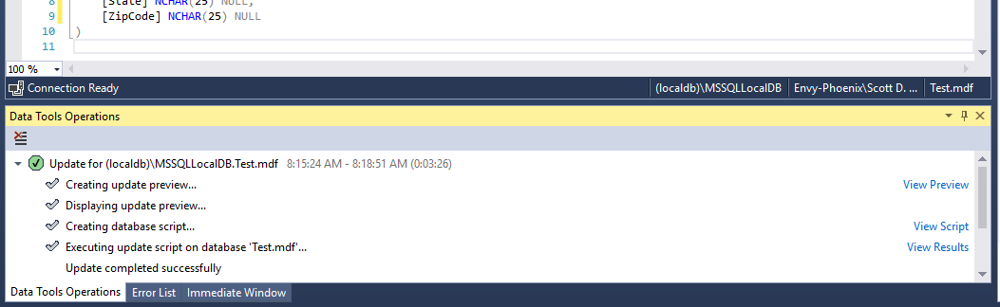 8 [State] NCHAR(25) NULL,
9 [ZipCode] NCHAR(25) NULL
10 )
11
100 %
Connection Ready (localdb)\MSSQLLocalDB Envy-Phoenix\Scott D. ... Test.mdf
Data Tools Operations
Update for (localdb)\MSSQLLocalDB.Test.mdf 8:15:24 AM - 8:18:51 AM (0:03:26)
Creating update preview... View Preview
Displaying update preview...
Creating database script... View Script
Executing update script on database 'Test.mdf'... View Results
Update completed successfully
Data Tools Operations Error List Immediate Window